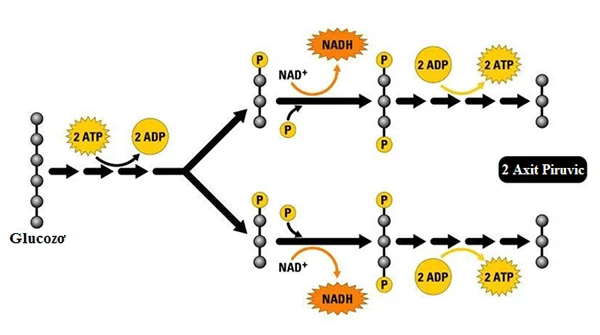 Glucozơ
2 ATP
2 ADP
P
NAD⁺
NADH
P
P
P
2 ADP
2 ATP
2 Axit Piruvic
P
P
NAD⁺
NADH
P
P
2 ADP
2 ATP